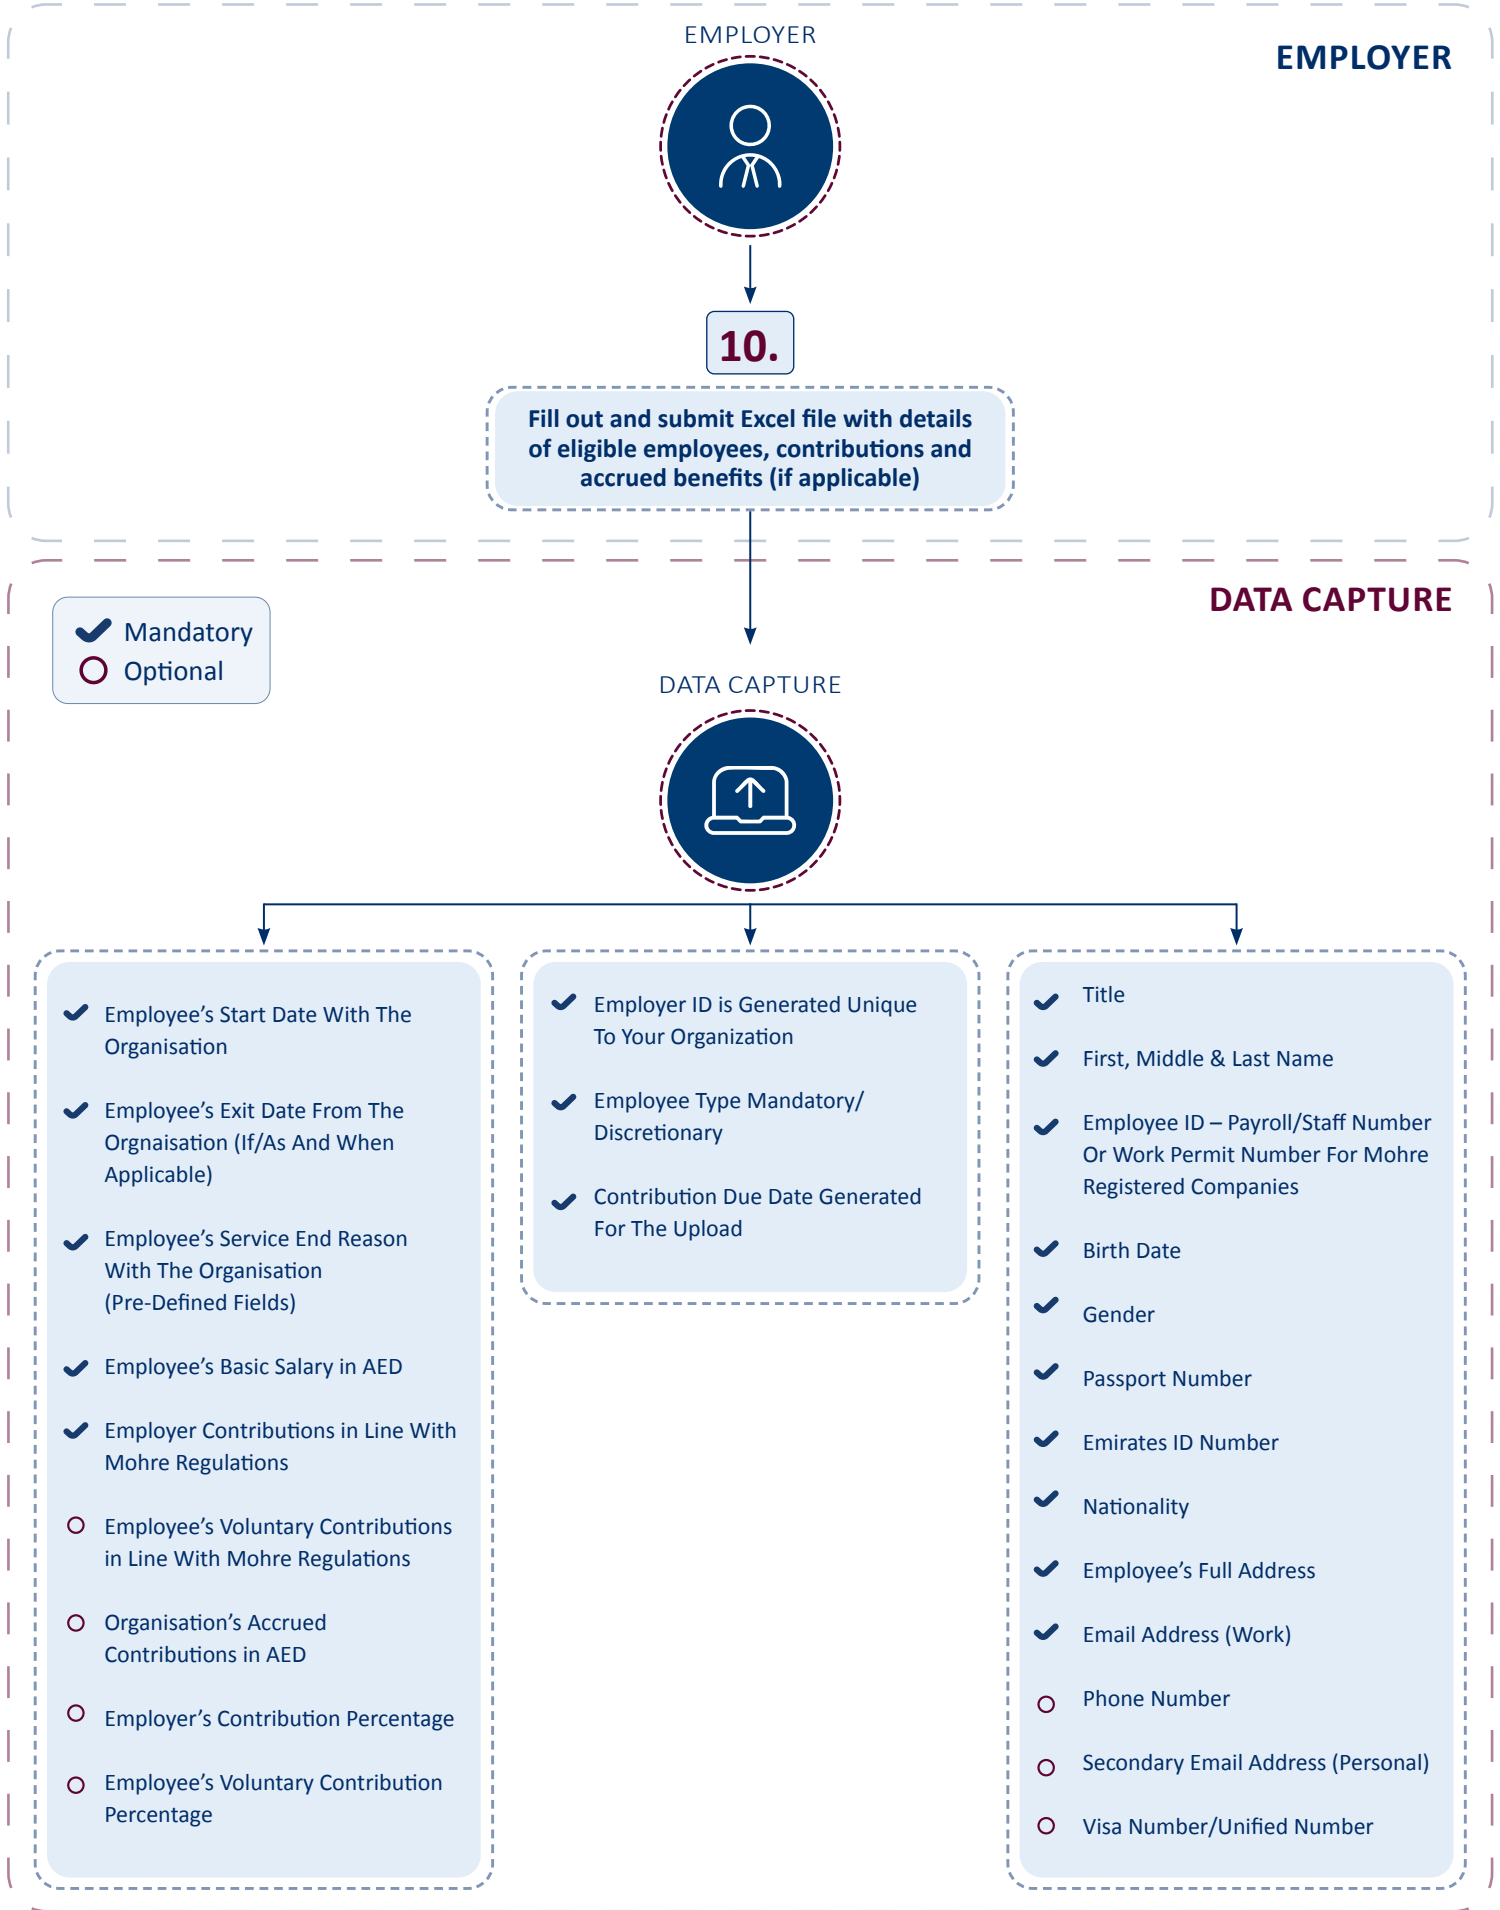 EMPLOYER
EMPLOYER
10.
Fill out and submit Excel file with details
of eligible employees, contributions and
accrued benefits (if applicable)
DATA CAPTURE
Mandatory
Optional
DATA CAPTURE
Employee’s Start Date With The
Organisation
Employee’s Exit Date From The
Orgnaisation (If/As And When
Applicable)
Employee’s Service End Reason
With The Organisation
(Pre-Defined Fields)
Employee’s Basic Salary in AED
Employer Contributions in Line With
Mohre Regulations
Employee’s Voluntary Contributions
in Line With Mohre Regulations
Organisation’s Accrued
Contributions in AED
Employer’s Contribution Percentage
Employee’s Voluntary Contribution
Percentage
Employer ID is Generated Unique
To Your Organization
Employee Type Mandatory/
Discretionary
Contribution Due Date Generated
For The Upload
Title
First, Middle & Last Name
Employee ID – Payroll/Staff Number
Or Work Permit Number For Mohre
Registered Companies
Birth Date
Gender
Passport Number
Emirates ID Number
Nationality
Employee’s Full Address
Email Address (Work)
Phone Number
Secondary Email Address (Personal)
Visa Number/Unified Number